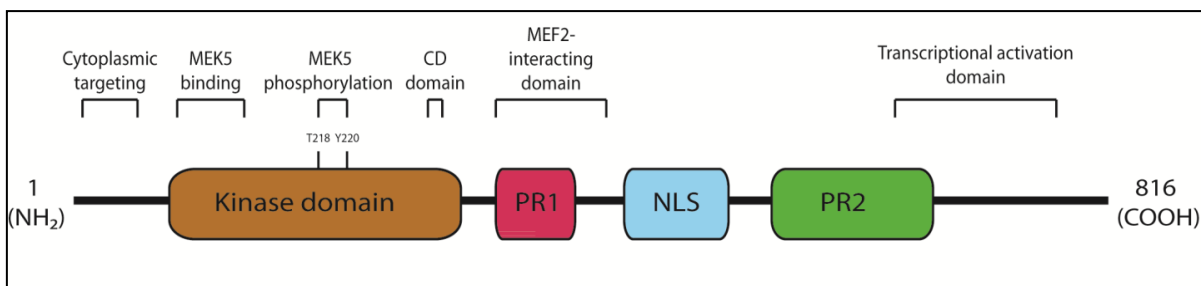 Cytoplasmic
targeting
MEK5
binding
MEK5
phosphorylation
CD
domain
MEF2-
interacting
domain
Transcriptional activation
domain
T218 Y220
1
(NH₂)
Kinase domain
PR1
NLS
PR2
816
(COOH)